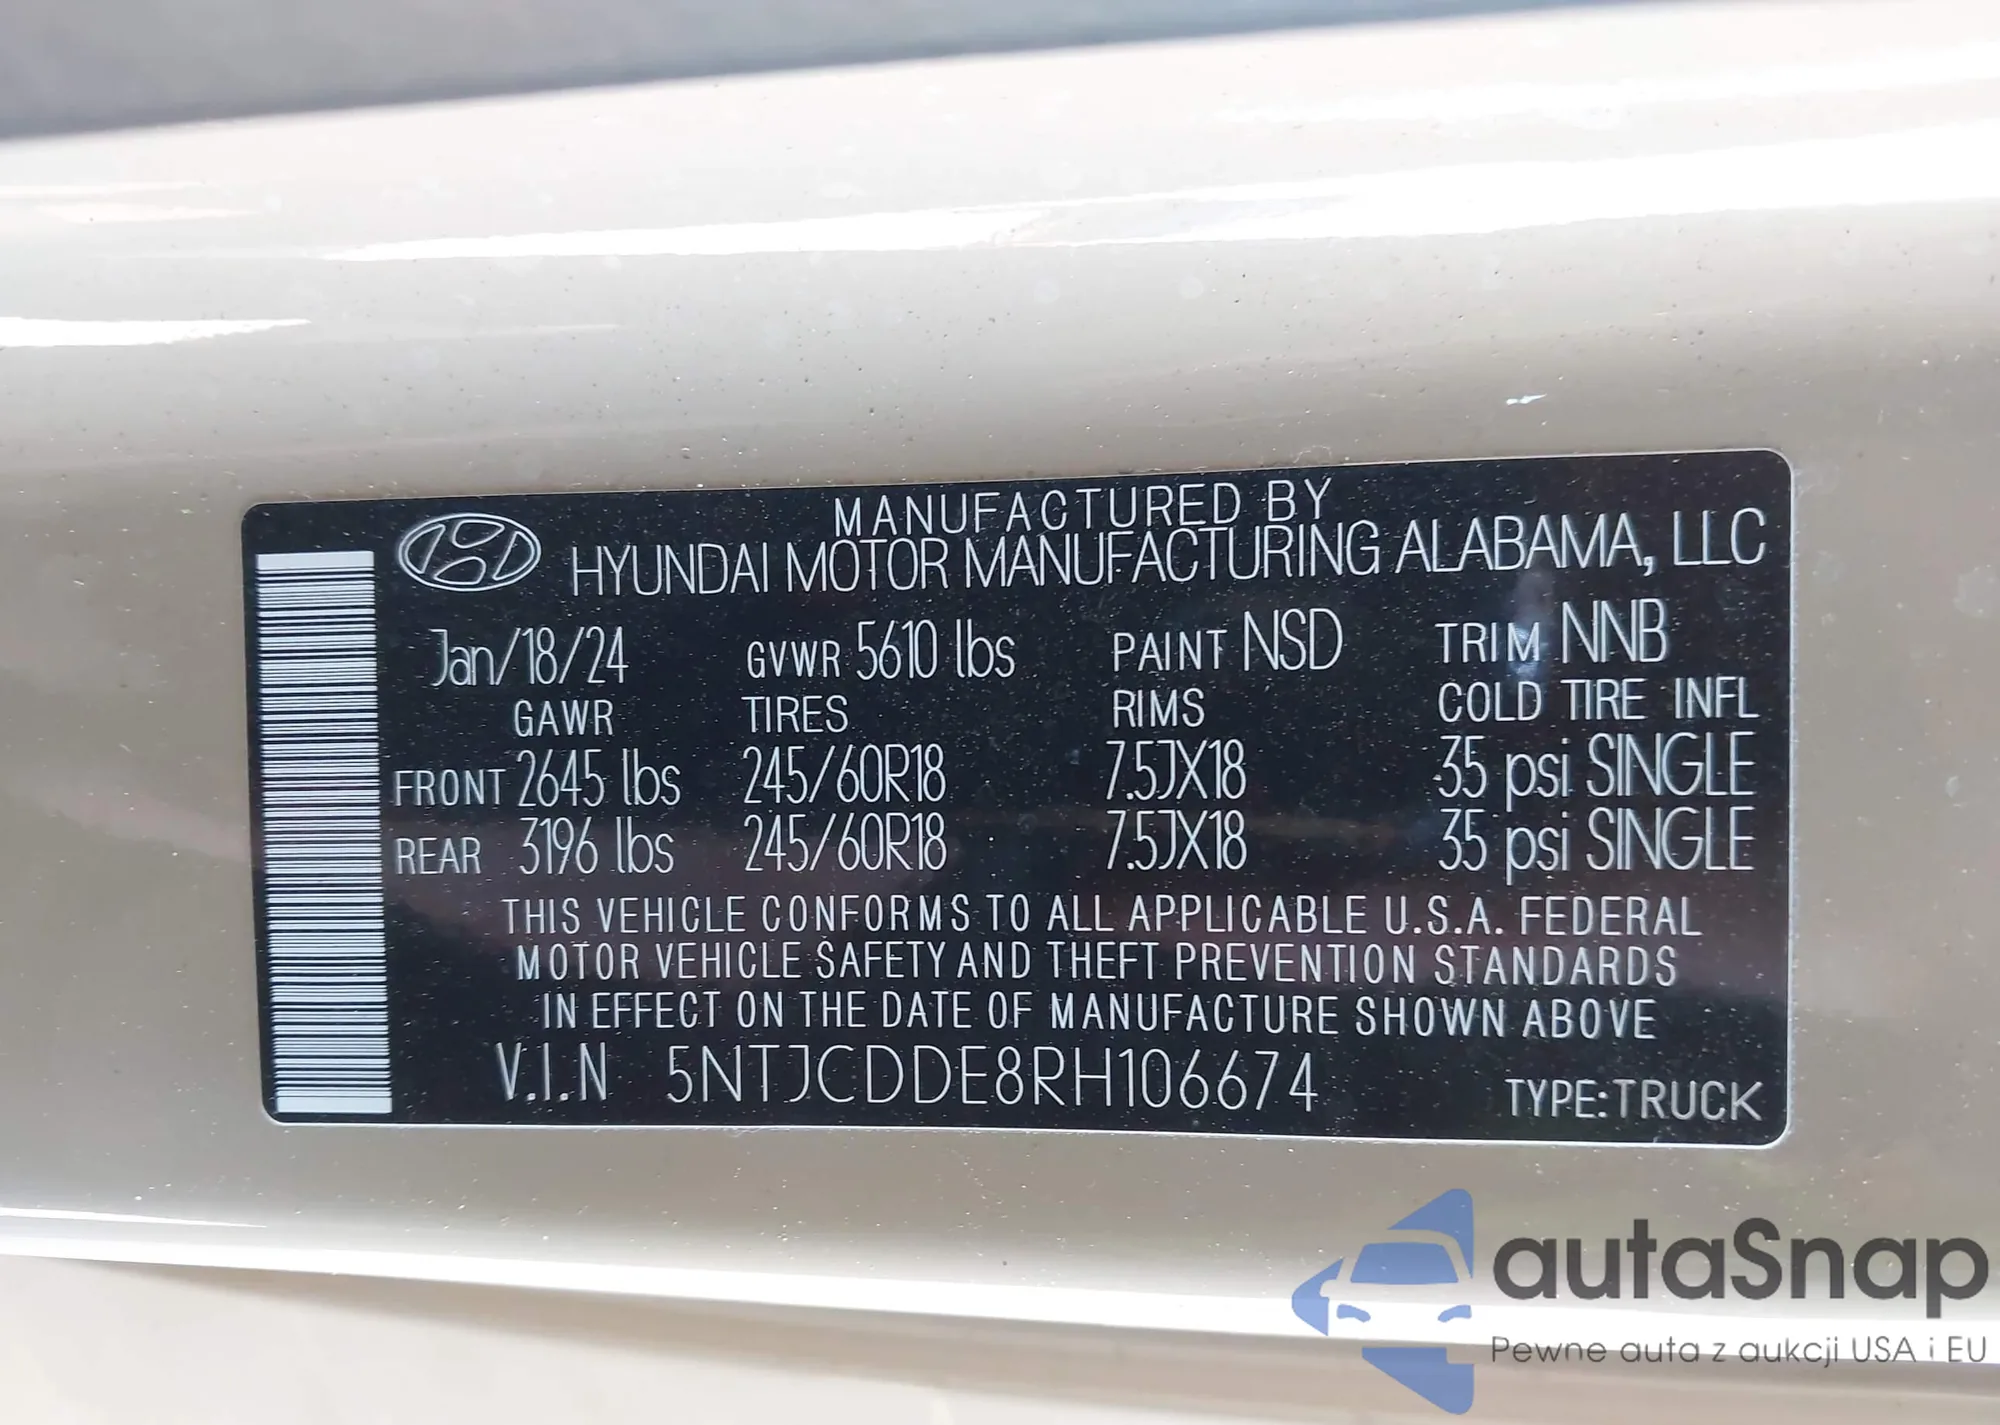 MANUFACTURED BY
HYUNDAI MOTOR MANUFACTURING ALABAMA, LLC
Jan/18/24 GVWR 5610 lbs PAINT NSD TRIM NNB
GAWR TIRES RIMS COLD TIRE INFL
FRONT 2645 lbs 245/60R18 7.5JX18 35 psi SINGLE
REAR 3196 lbs 245/60R18 7.5JX18 35 psi SINGLE
THIS VEHICLE CONFORMS TO ALL APPLICABLE U.S.A. FEDERAL
MOTOR VEHICLE SAFETY AND THEFT PREVENTION STANDARDS
IN EFFECT ON THE DATE OF MANUFACTURE SHOWN ABOVE
V.I.N 5NTJCDDE8RH106674 TYPE:TRUCK
autaSnap
Pewne auta z aukcji USA i EU